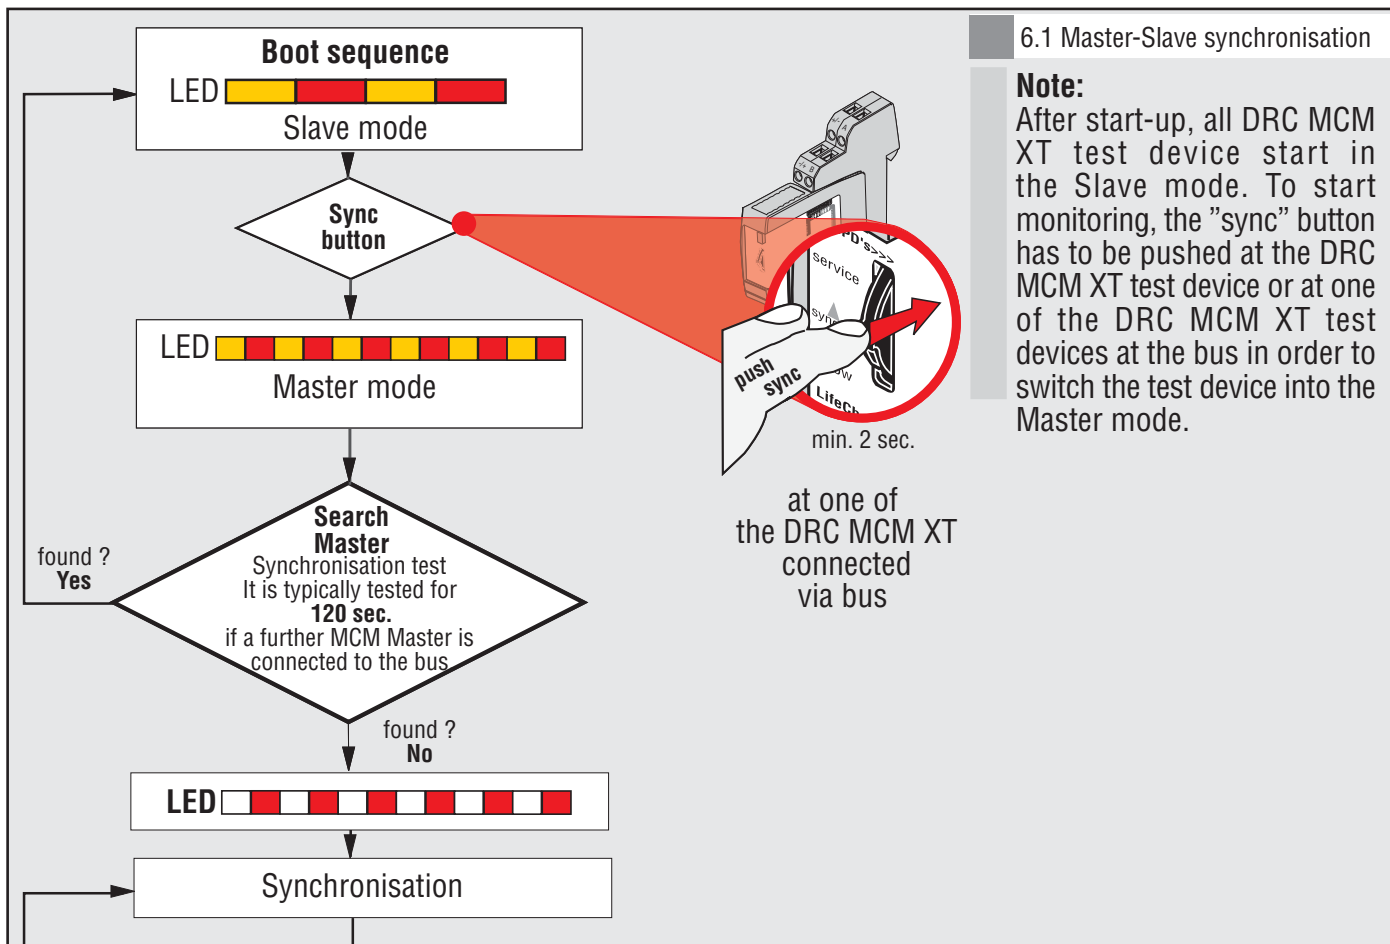 Boot sequence
LED
Slave mode
Sync
button
LED
Master mode
Search
Master
Synchronisation test
It is typically tested for
120 sec.
if a further MCM Master is
connected to the bus
found ?
Yes
found ?
No
LED
Synchronisation
PD's>>>
service
push
sync
LifeCh
min. 2 sec.
at one of
the DRC MCM XT
connected
via bus
6.1 Master-Slave synchronisation
Note:
After start-up, all DRC MCM
XT test device start in
the Slave mode. To start
monitoring, the "sync" button
has to be pushed at the DRC
MCM XT test device or at one
of the DRC MCM XT test
devices at the bus in order to
switch the test device into the
Master mode.